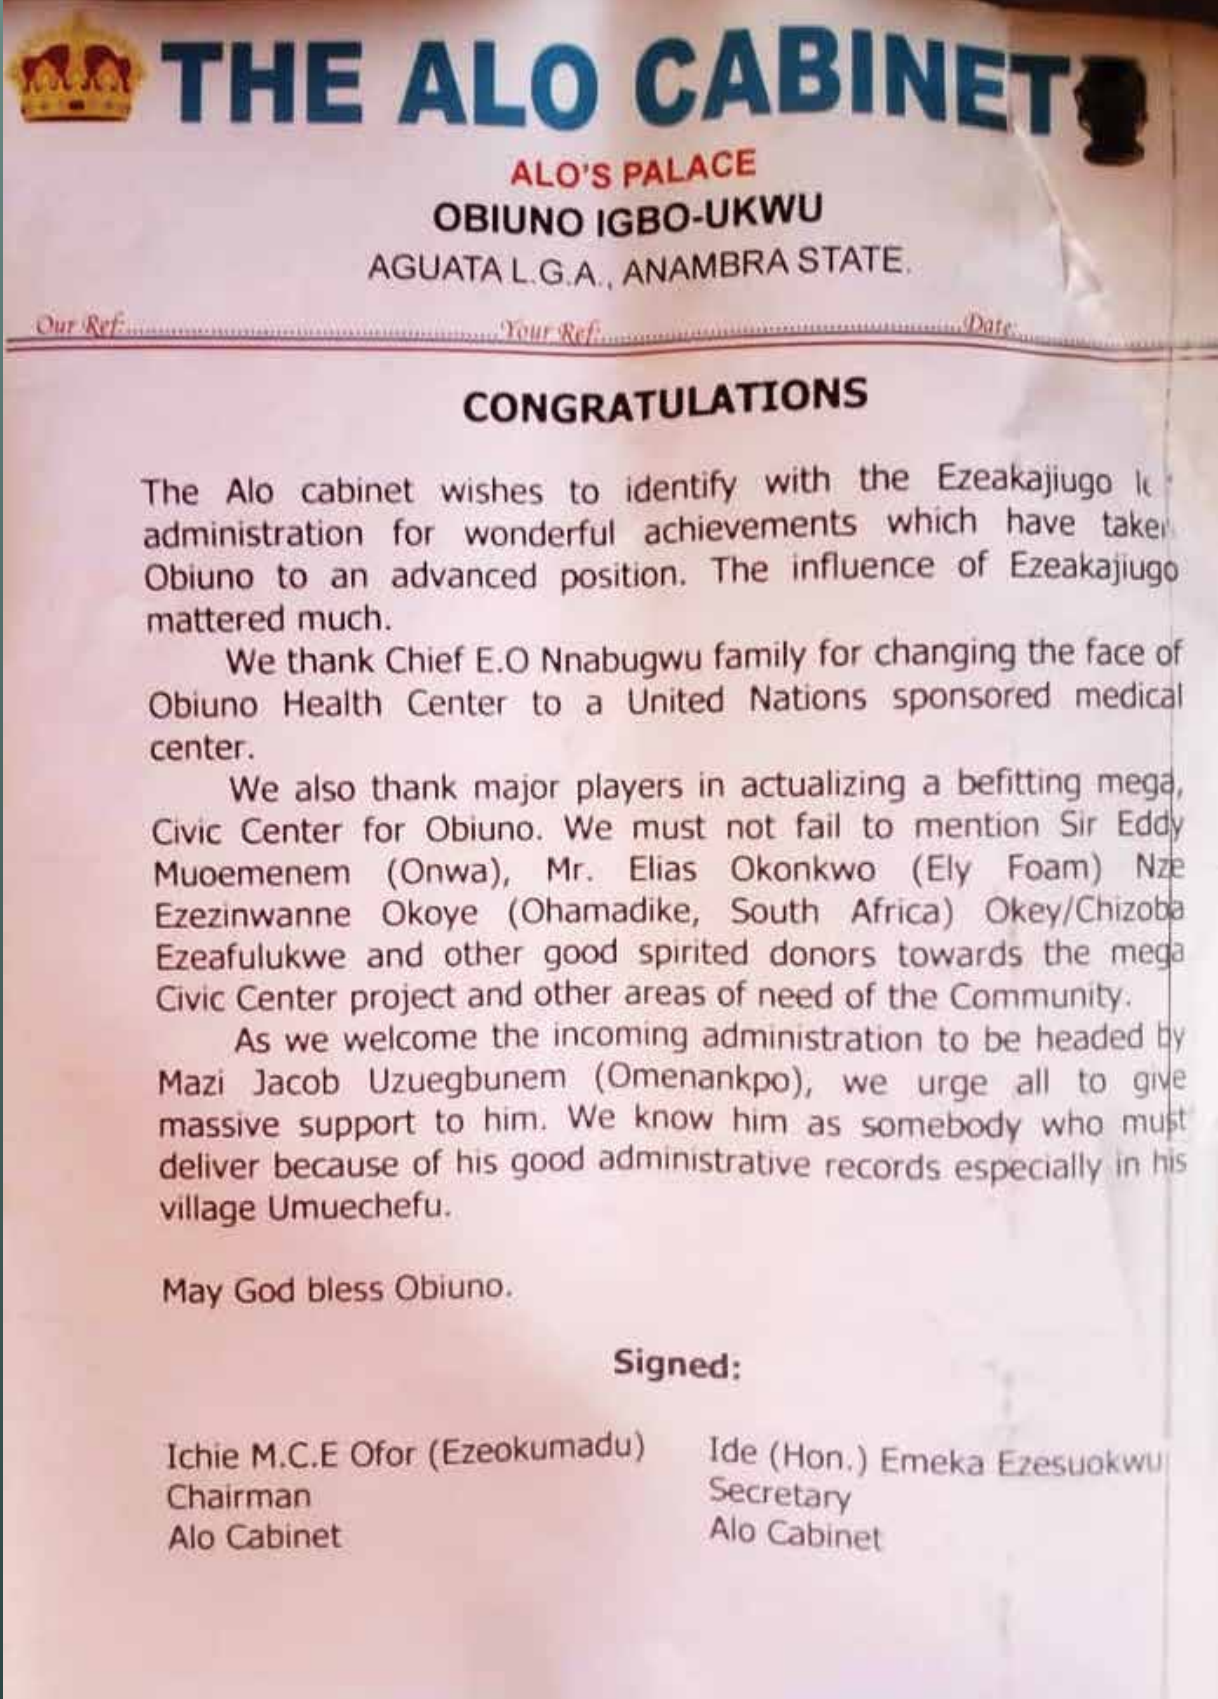 THE ALO CABINET
ALO'S PALACE
OBIUNO IGBO-UKWU
AGUATA L.G.A., ANAMBRA STATE.
Our Ref:............ Your Ref:............ Date:............
CONGRATULATIONS
The Alo cabinet wishes to identify with the Ezeakajiugo
administration for wonderful achievements which have taken
Obiuno to an advanced position. The influence of Ezeakajiugo
mattered much.
We thank Chief E.O Nnabugwu family for changing the face of
Obiuno Health Center to a United Nations sponsored medical
center.
We also thank major players in actualizing a befitting mega,
Civic Center for Obiuno. We must not fail to mention Sir Eddy
Muoemenem (Onwa), Mr. Elias Okonkwo (Ely Foam) Nze
Ezezinwanne Okoye (Ohamadike, South Africa) Okey/Chizoba
Ezeafulukwe and other good spirited donors towards the mega
Civic Center project and other areas of need of the Community.
As we welcome the incoming administration to be headed by
Mazi Jacob Uzuegbunem (Omenankpo), we urge all to give
massive support to him. We know him as somebody who must
deliver because of his good administrative records especially in his
village Umuechefu.
May God bless Obiuno.
Signed:
Ichie M.C.E Ofor (Ezeokumadu) Ide (Hon.) Emeka Ezesuokwu
Chairman Secretary
Alo Cabinet Alo Cabinet